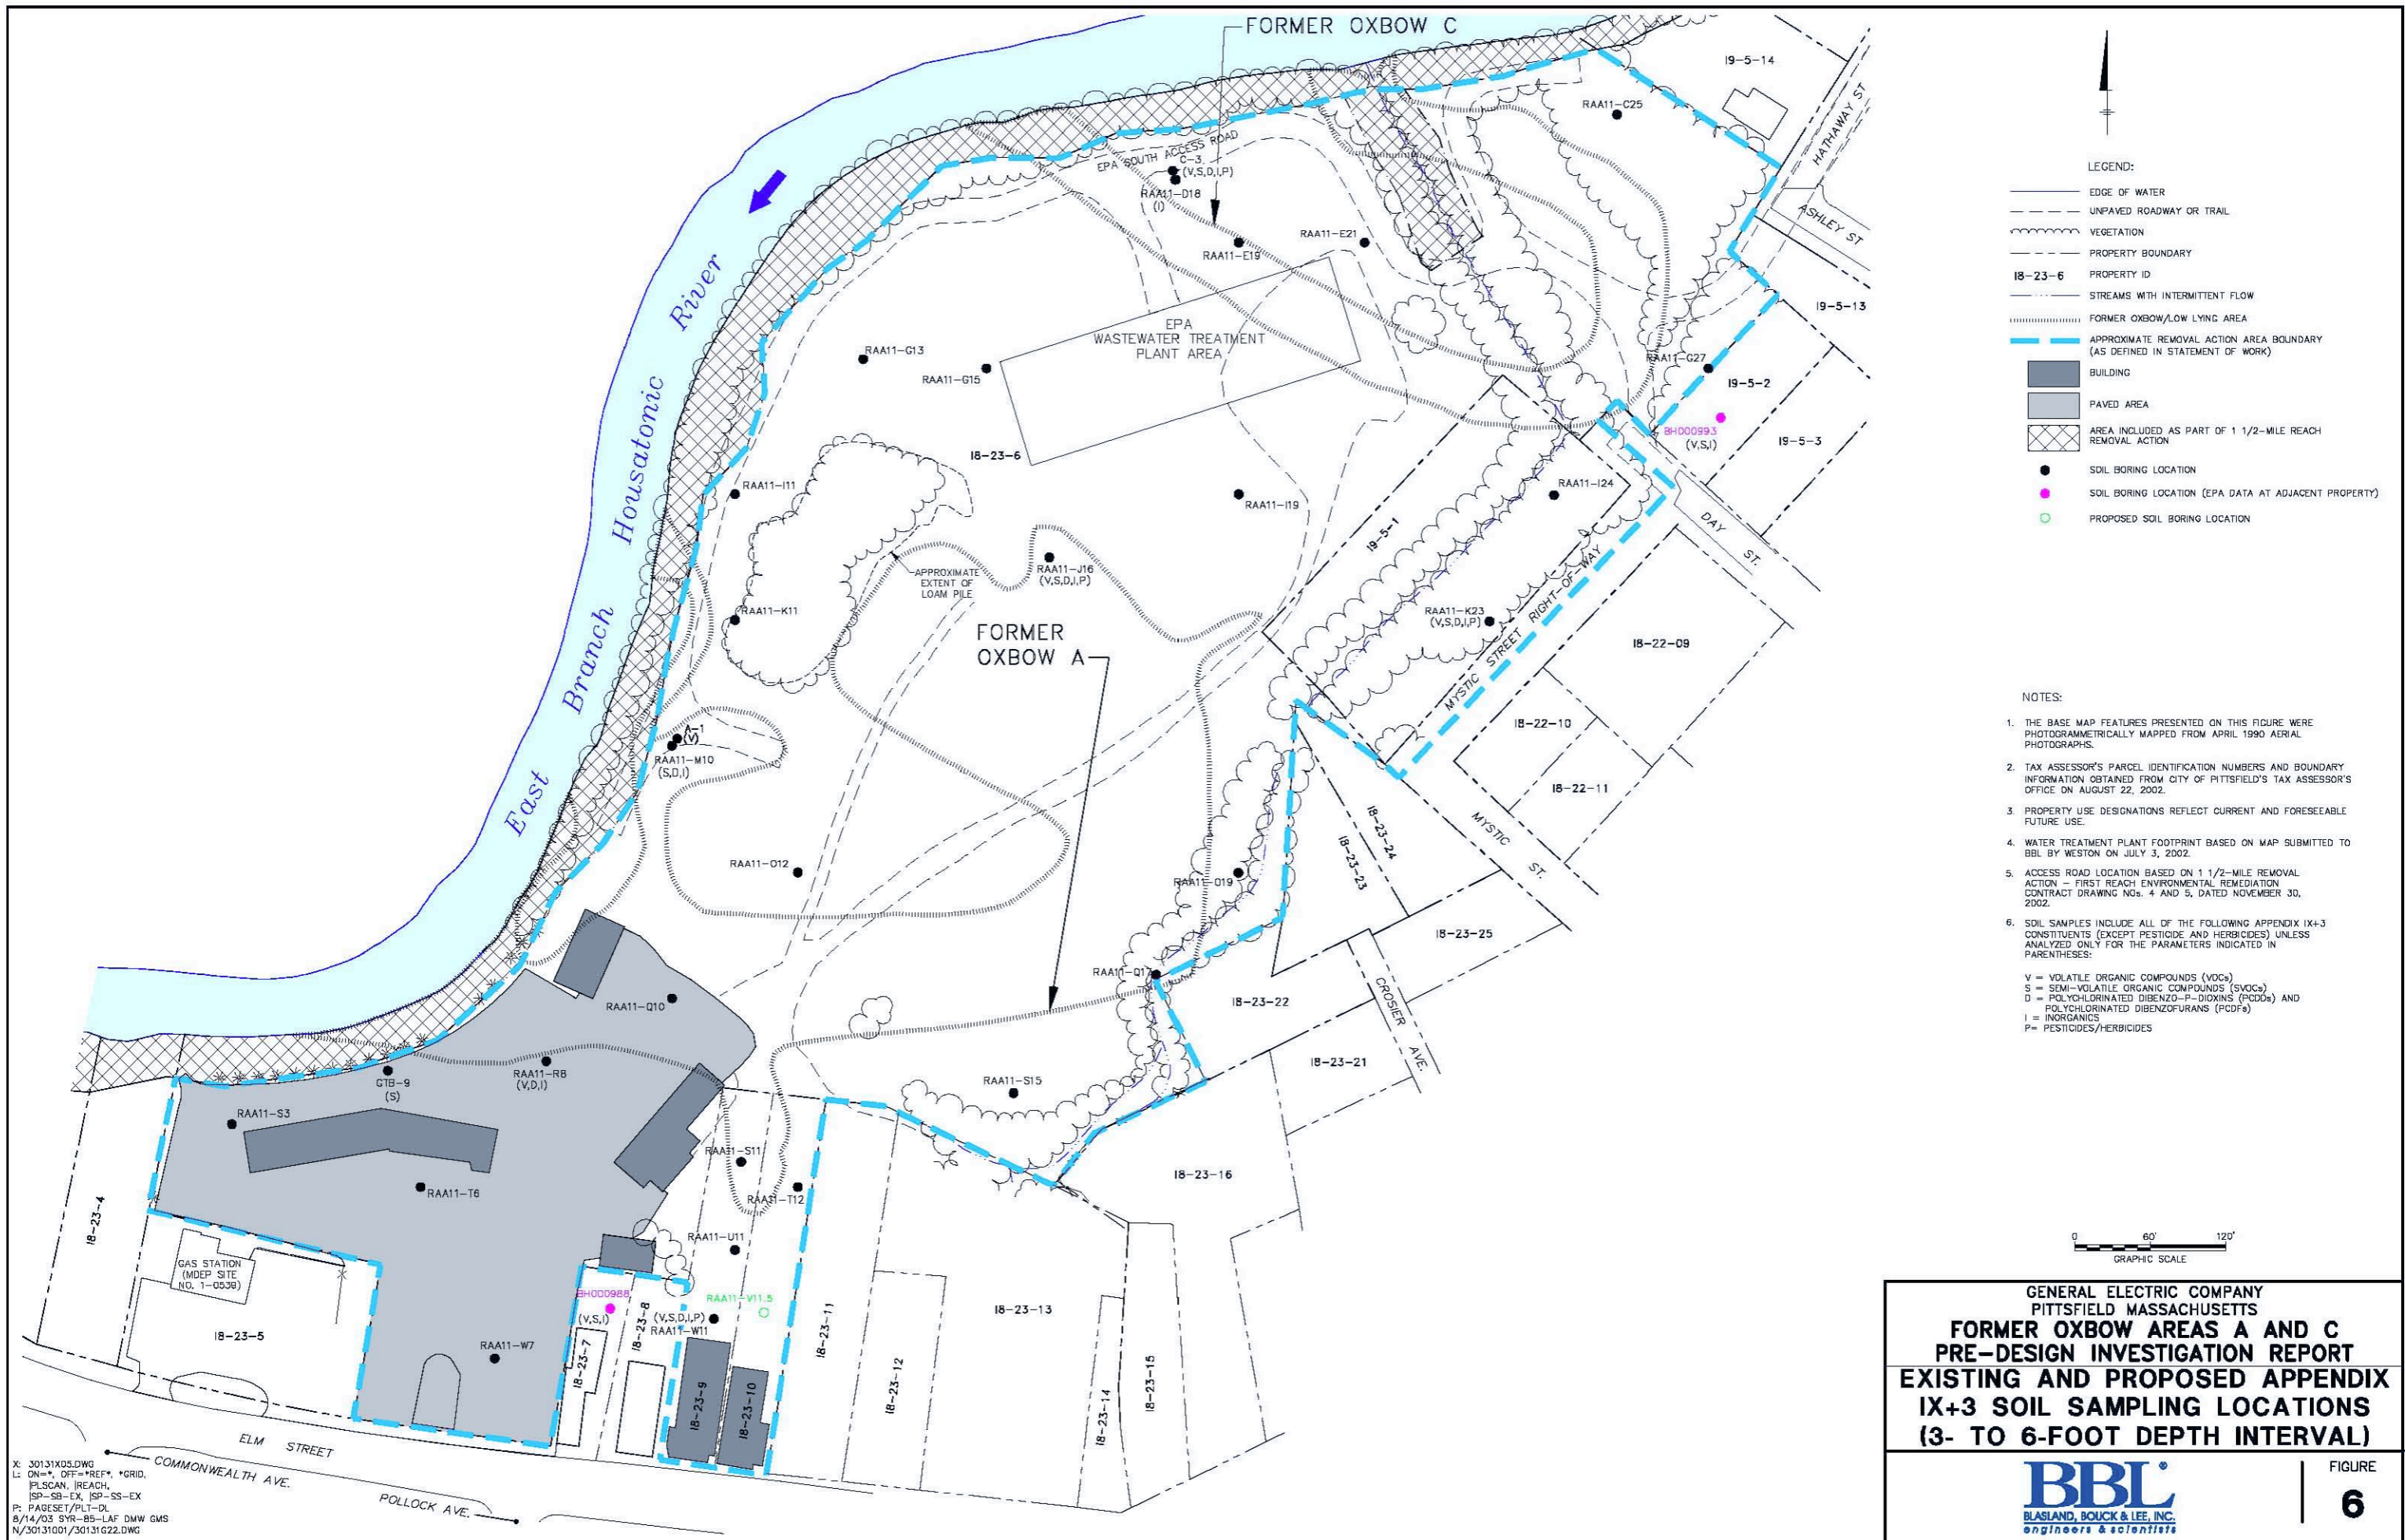 FORMER OXBOW C
19-5-14
RAA11-C25
HATHAWAY ST
ASHLEY ST
EPA SOUTH ACCESS ROAD
C-3
(V,S,D,I,P)
RAA11-D18
(I)
RAA11-E19
RAA11-E21
19-5-13
EPA
WASTEWATER TREATMENT
PLANT AREA
RAA11-G13
RAA11-G15
RAA11-G27
19-5-2
BH000993
(V,S,I)
19-5-3
18-23-6
RAA11-I11
RAA11-I19
RAA11-I24
19-5-1
DAY ST.
APPROXIMATE
EXTENT OF
LOAM PILE
RAA11-J16
(V,S,D,I,P)
RAA11-K11
RAA11-K23
(V,S,D,I,P)
MYSTIC STREET RIGHT-OF-WAY
18-22-09
FORMER
OXBOW A
East Branch Housatonic River
A-1
(V)
RAA11-M10
(S,D,I)
18-22-10
18-22-11
MYSTIC ST.
18-23-24
18-23-23
RAA11-O12
RAA11-O19
18-23-25
RAA11-Q17
RAA11-Q10
18-23-22
CROSIER AVE.
18-23-21
RAA11-R8
(V,D,I)
GTB-9
(S)
RAA11-S3
RAA11-S15
RAA11-S11
RAA11-T6
RAA11-T12
18-23-16
18-23-4
RAA11-U11
GAS STATION
(MDEP SITE
NO. 1-0539)
BH000988
(V,S,I)
18-23-8
(V,S,D,I,P)
RAA11-W11
RAA11-V11.5
18-23-11
18-23-13
18-23-5
RAA11-W7
18-23-7
18-23-9
18-23-10
18-23-12
18-23-14
18-23-15
ELM STREET
COMMONWEALTH AVE.
POLLOCK AVE.
X: 30131X05.DWG
L: ON=*, OFF=*REF*, *GRID,
|PLSCAN, |REACH,
|SP-SB-EX, |SP-SS-EX
P: PAGESET/PLT-DL
8/14/03 SYR-85-LAF DMW GMS
N/30131001/30131G22.DWG
LEGEND:
EDGE OF WATER
UNPAVED ROADWAY OR TRAIL
VEGETATION
PROPERTY BOUNDARY
18-23-6 PROPERTY ID
STREAMS WITH INTERMITTENT FLOW
FORMER OXBOW/LOW LYING AREA
APPROXIMATE REMOVAL ACTION AREA BOUNDARY
(AS DEFINED IN STATEMENT OF WORK)
BUILDING
PAVED AREA
AREA INCLUDED AS PART OF 1 1/2-MILE REACH
REMOVAL ACTION
SOIL BORING LOCATION
SOIL BORING LOCATION (EPA DATA AT ADJACENT PROPERTY)
PROPOSED SOIL BORING LOCATION
NOTES:
1. THE BASE MAP FEATURES PRESENTED ON THIS FIGURE WERE
PHOTOGRAMMETRICALLY MAPPED FROM APRIL 1990 AERIAL
PHOTOGRAPHS.
2. TAX ASSESSOR'S PARCEL IDENTIFICATION NUMBERS AND BOUNDARY
INFORMATION OBTAINED FROM CITY OF PITTSFIELD'S TAX ASSESSOR'S
OFFICE ON AUGUST 22, 2002.
3. PROPERTY USE DESIGNATIONS REFLECT CURRENT AND FORESEEABLE
FUTURE USE.
4. WATER TREATMENT PLANT FOOTPRINT BASED ON MAP SUBMITTED TO
BBL BY WESTON ON JULY 3, 2002.
5. ACCESS ROAD LOCATION BASED ON 1 1/2-MILE REMOVAL
ACTION – FIRST REACH ENVIRONMENTAL REMEDIATION
CONTRACT DRAWING NOs. 4 AND 5, DATED NOVEMBER 30,
2002.
6. SOIL SAMPLES INCLUDE ALL OF THE FOLLOWING APPENDIX IX+3
CONSTITUENTS (EXCEPT PESTICIDE AND HERBICIDES) UNLESS
ANALYZED ONLY FOR THE PARAMETERS INDICATED IN
PARENTHESES:
V = VOLATILE ORGANIC COMPOUNDS (VOCs)
S = SEMI-VOLATILE ORGANIC COMPOUNDS (SVOCs)
D = POLYCHLORINATED DIBENZO-P-DIOXINS (PCDDs) AND
POLYCHLORINATED DIBENZOFURANS (PCDFs)
I = INORGANICS
P= PESTICIDES/HERBICIDES
0 60' 120'
GRAPHIC SCALE
GENERAL ELECTRIC COMPANY
PITTSFIELD MASSACHUSETTS
FORMER OXBOW AREAS A AND C
PRE-DESIGN INVESTIGATION REPORT
EXISTING AND PROPOSED APPENDIX
IX+3 SOIL SAMPLING LOCATIONS
(3- TO 6-FOOT DEPTH INTERVAL)
BBL®
BLASLAND, BOUCK & LEE, INC.
engineers & scientists
FIGURE
6